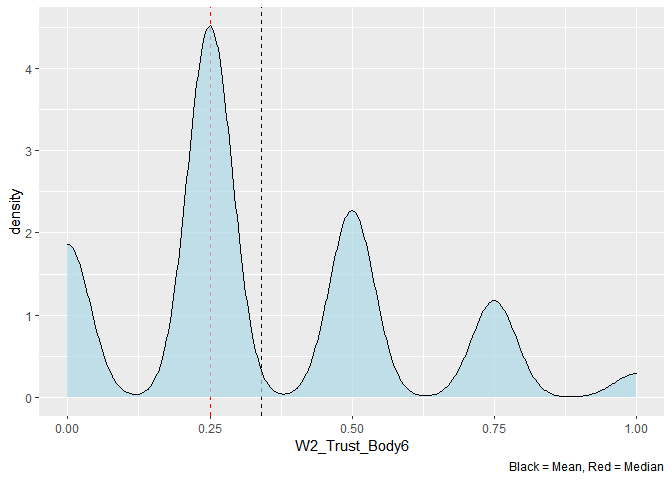 4
3
2
1
0
density
0.00 0.25 0.50 0.75 1.00
W2_Trust_Body6
Black = Mean, Red = Median